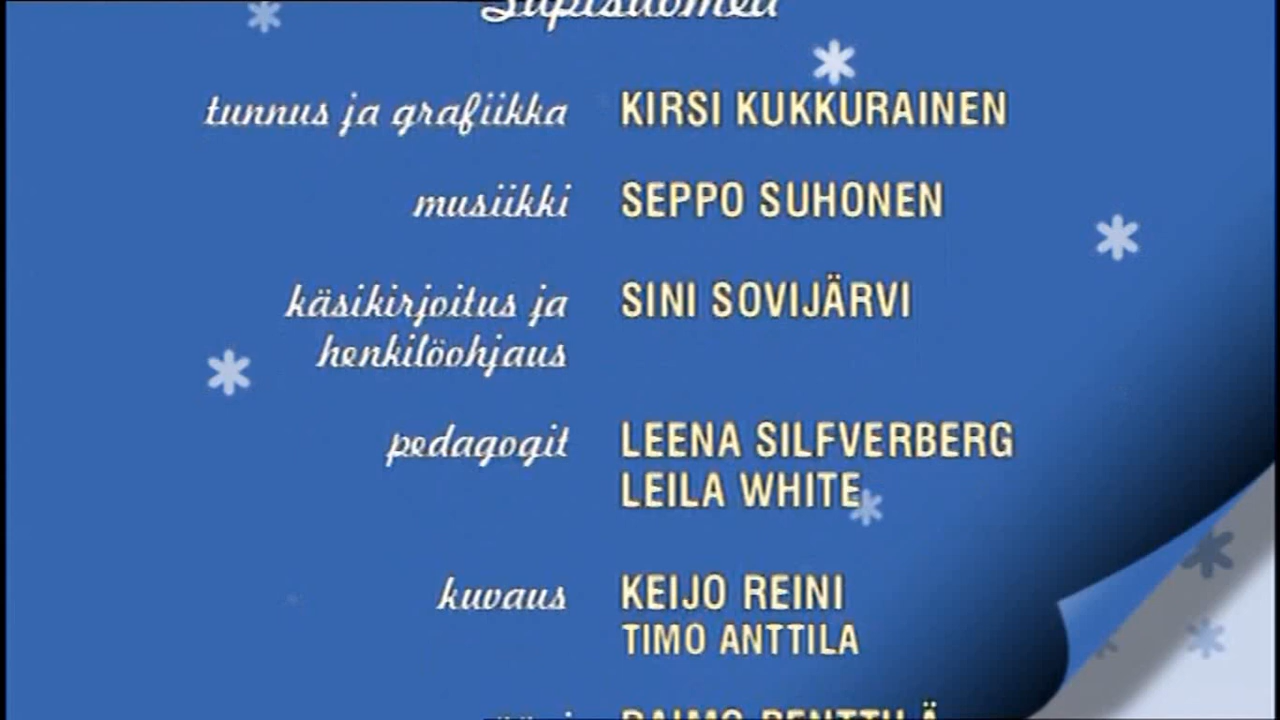 Supisuomea
tunnus ja grafiikka KIRSI KUKKURAINEN
musiikki SEPPO SUHONEN
käsikirjoitus ja SINI SOVIJÄRVI
henkilöohjaus
pedagogit LEENA SILFVERBERG
LEILA WHITE
kuvaus KEIJO REINI
TIMO ANTTILA